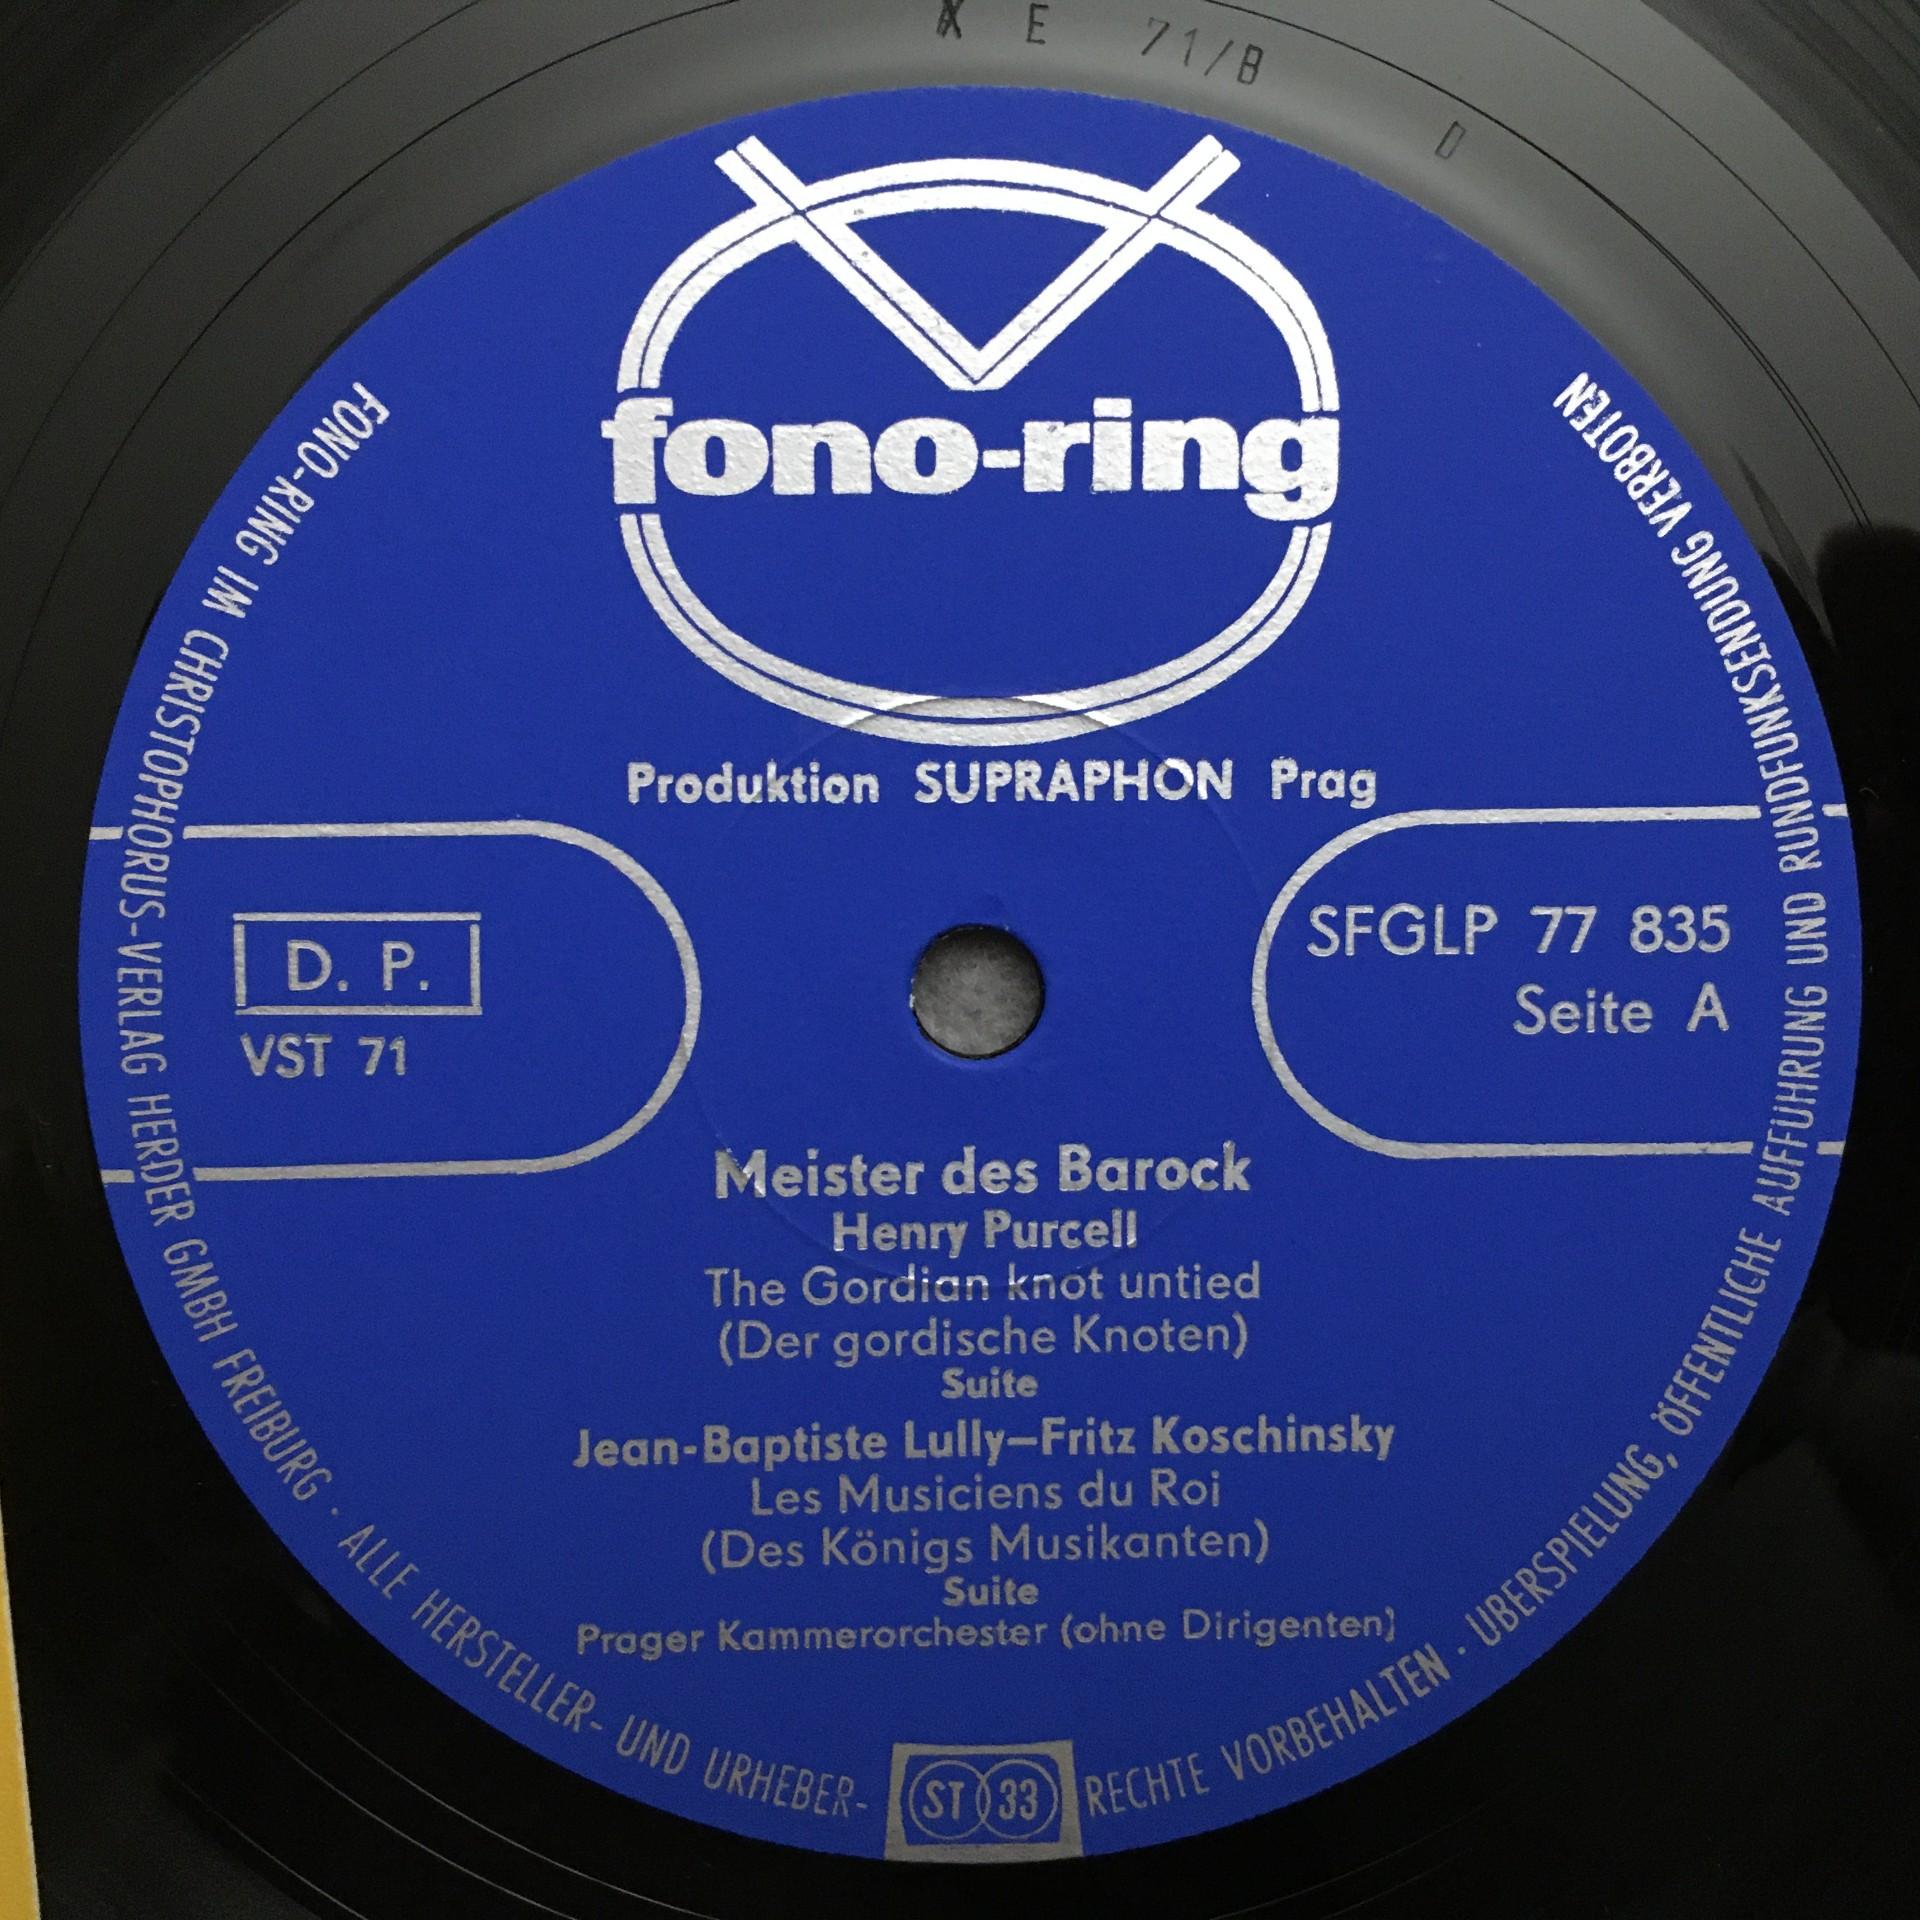 K E 71/B D
fono-ring
Produktion SUPRAPHON Prag
D. P.
VST 71
SFGLP 77 835
Seite A
Meister des Barock
Henry Purcell
The Gordian knot untied
(Der gordische Knoten)
Suite
Jean-Baptiste Lully–Fritz Koschinsky
Les Musiciens du Roi
(Des Königs Musikanten)
Suite
Prager Kammerorchester (ohne Dirigenten)
ST 33
FONO-RING IM CHRISTOPHORUS-VERLAG HERDER GMBH FREIBURG · ALLE HERSTELLER- UND URHEBER-RECHTE VORBEHALTEN · UBERSPIELUNG, ÖFFENTLICHE AUFFÜHRUNG UND RUNDFUNKSENDUNG VERBOTEN